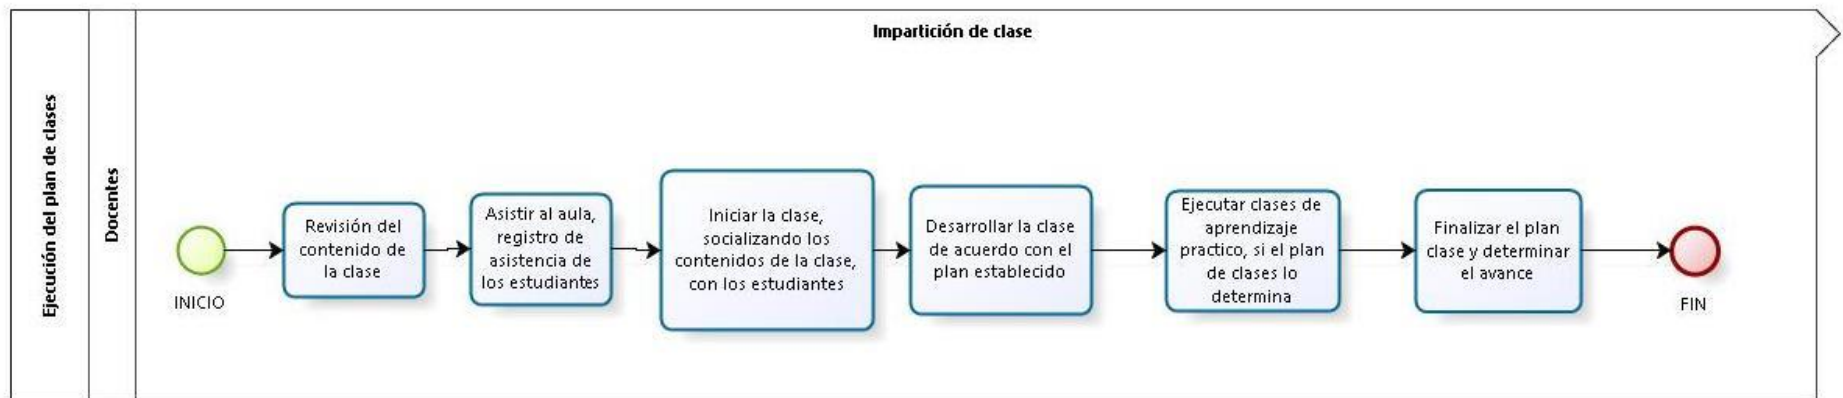 Impartición de clase
Ejecución del plan de clases
Docentes
INICIO
Revisión del
contenido de
la clase
Asistir al aula,
registro de
asistencia de
los estudiantes
Iniciar la clase,
socializando los
contenidos de la clase,
con los estudiantes
Desarrollar la clase
de acuerdo con el
plan establecido
Ejecutar clases de
aprendizaje
practico, si el plan
de clases lo
determina
Finalizar el plan
clase y determinar
el avance
FIN